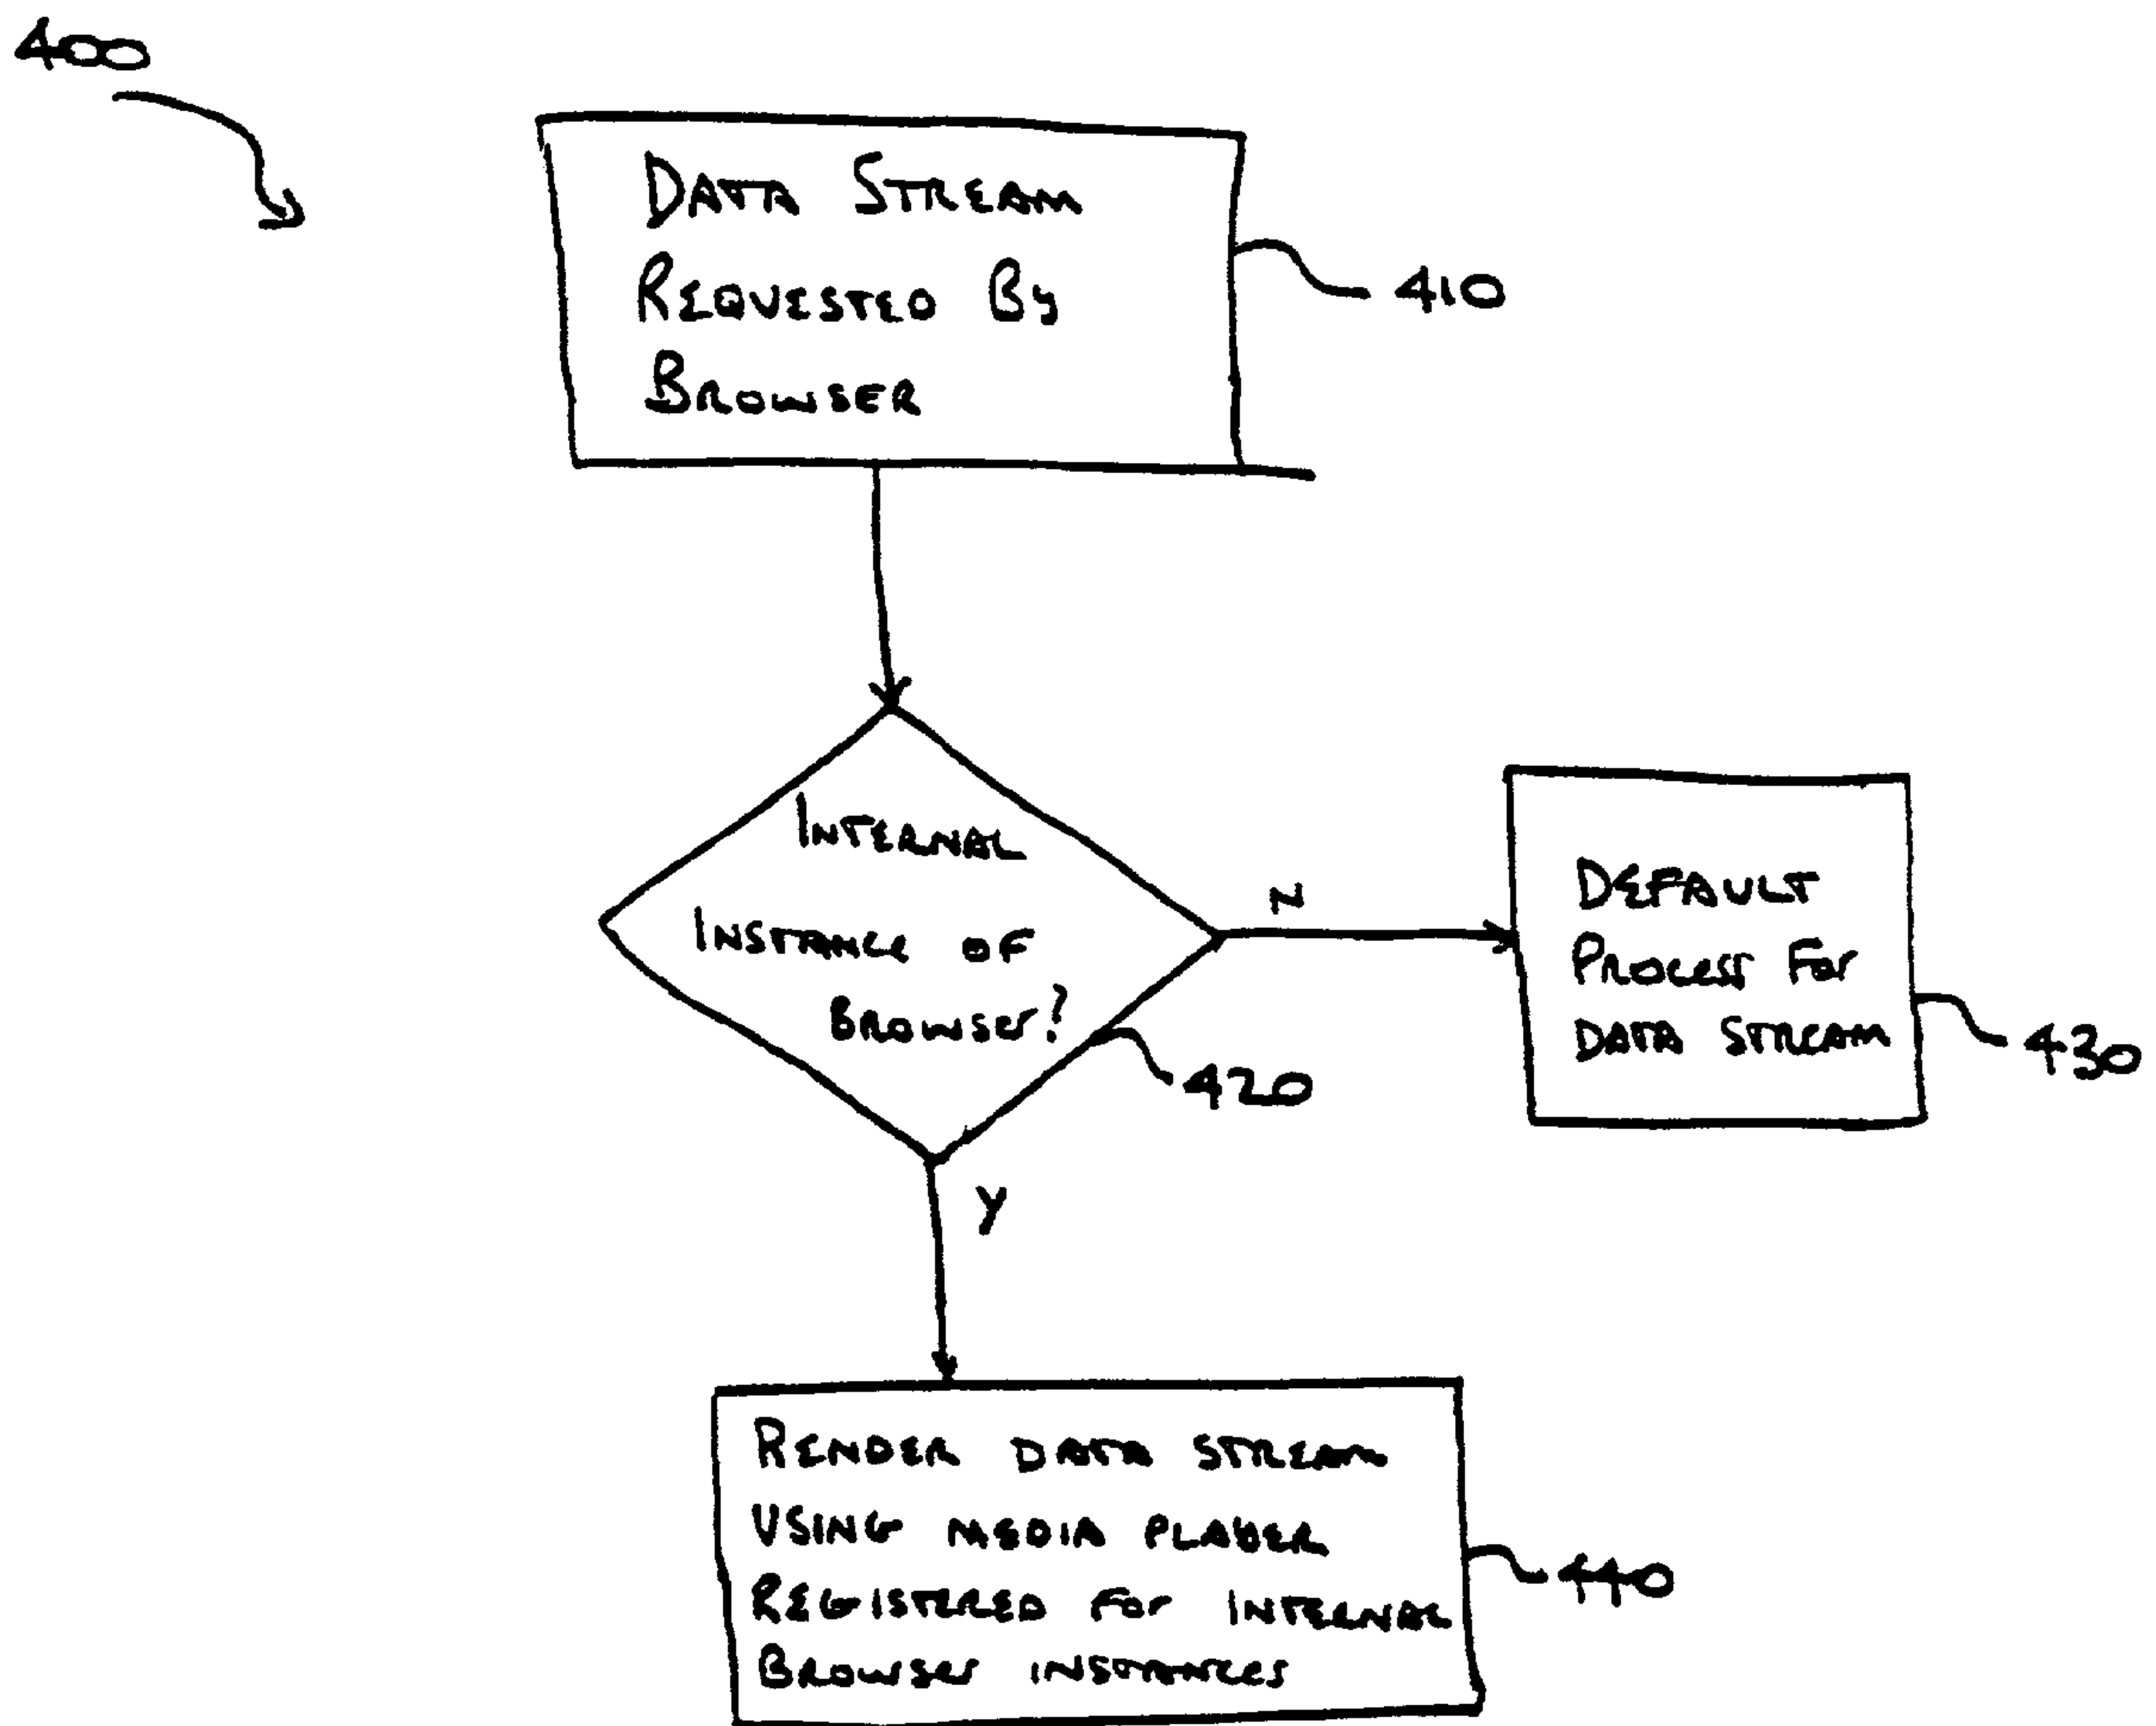 400
DATA STREAM
REQUESTED By
BROWSER
410
INTERNAL
INSTANCE OF
BROWSER?
420
N
DEFAULT
PROCESS FOR
DATA STREAM
430
Y
RENDER DATA STREAM
USING MEDIA PLAYER
REGISTERED FOR INTERNAL
BROWSER INSTANCES
440